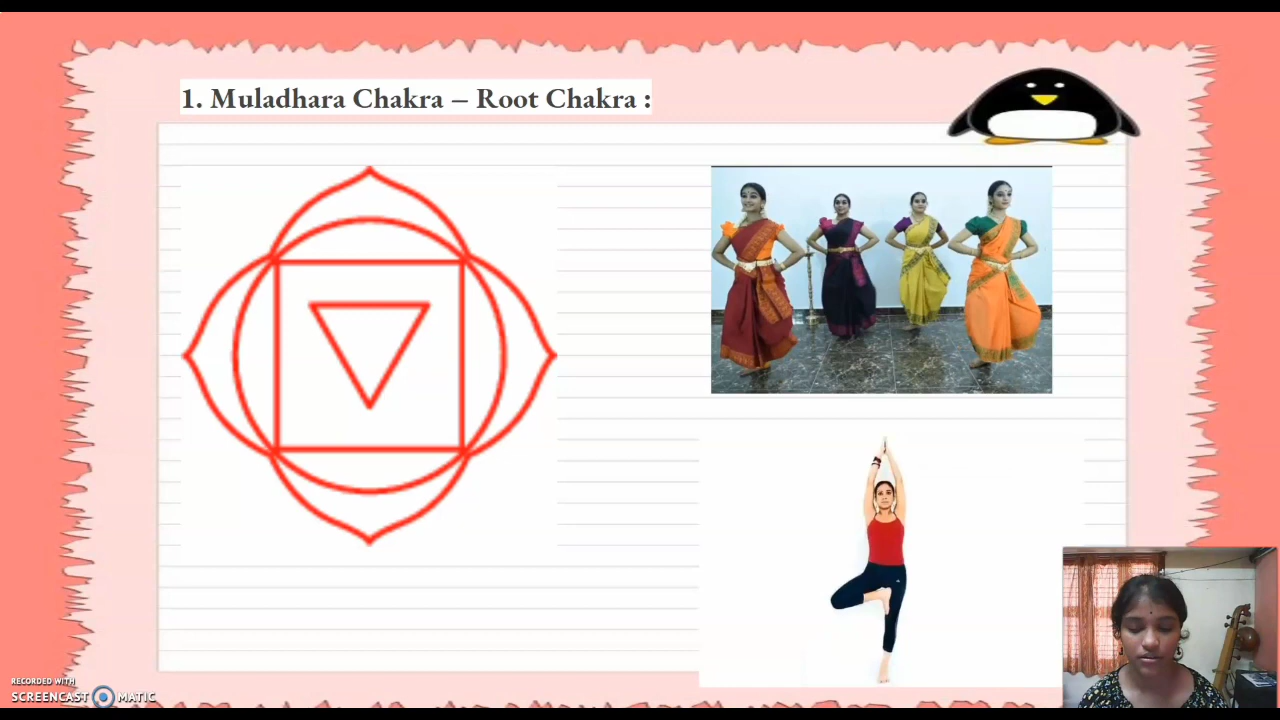 1. Muladhara Chakra – Root Chakra :
RECORDED WITH
SCREENCAST MATIC